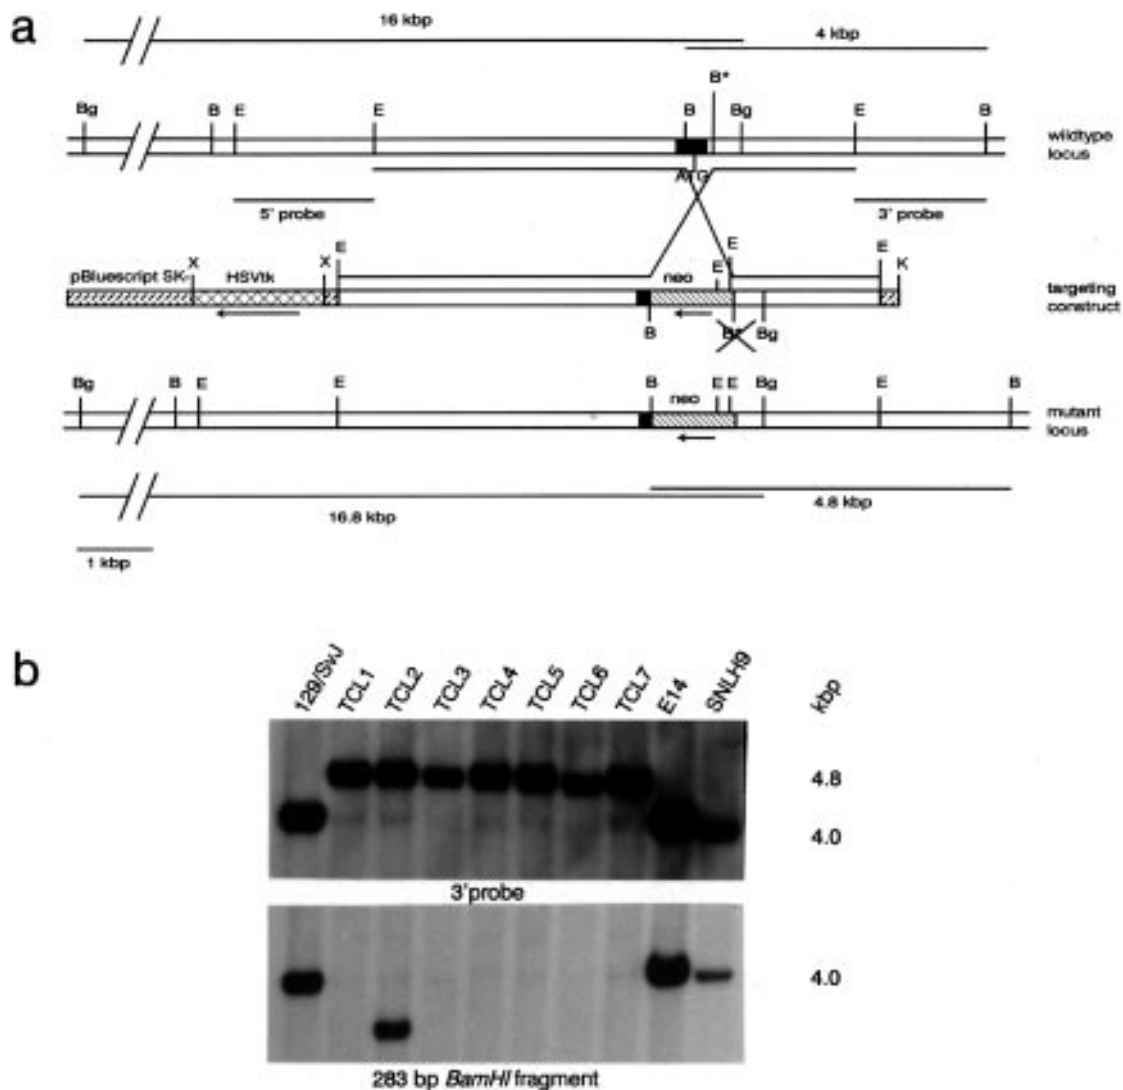 a
16 kbp
4 kbp
B*
Bg B E E B Bg E B
wildtype locus
ATG
5' probe
3' probe
E E E
pBluescript SK- X HSVtk X neo E K
targeting construct
B B* Bg
Bg B E E B neo E E Bg E B
mutant locus
16.8 kbp
4.8 kbp
1 kbp
b
129/SvJ TCL1 TCL2 TCL3 TCL4 TCL5 TCL6 TCL7 E14 SNLH9 kbp
4.8
4.0
3'probe
4.0
283 bp BamHI fragment